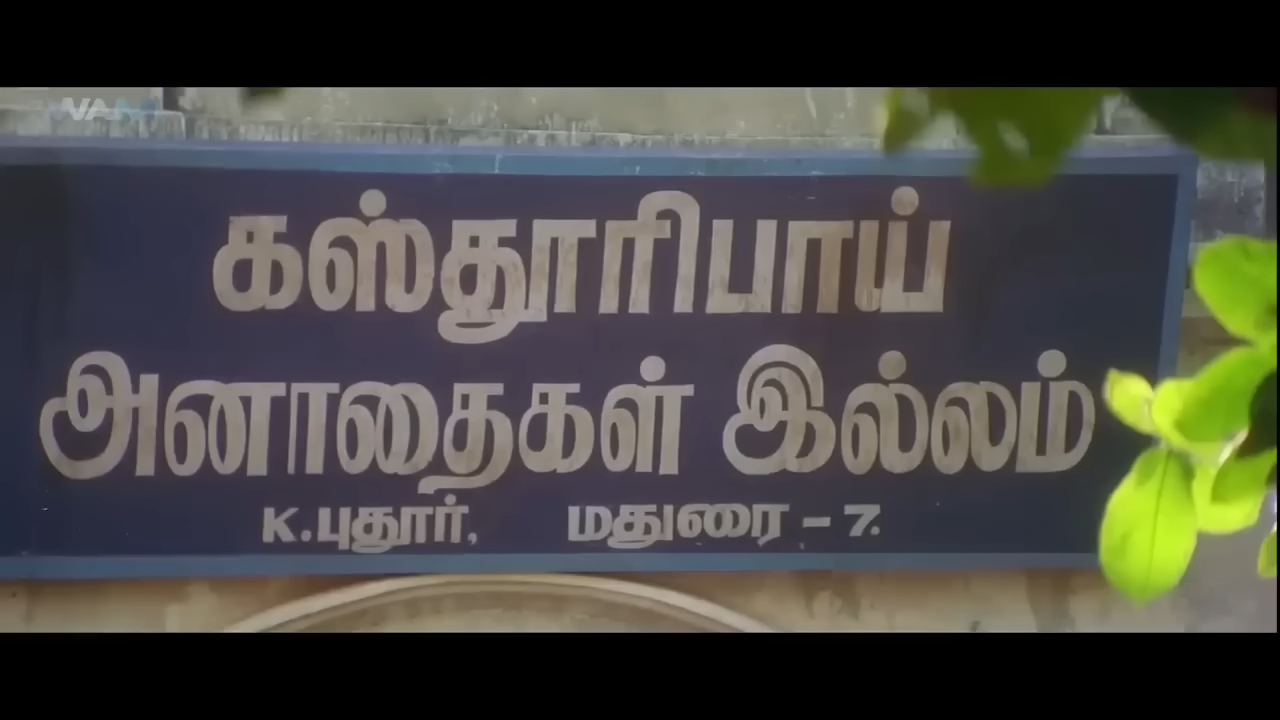 கஸ்தூரிபாய்
அனாதைகள் இல்லம்
K.புதூர், மதுரை - 7.